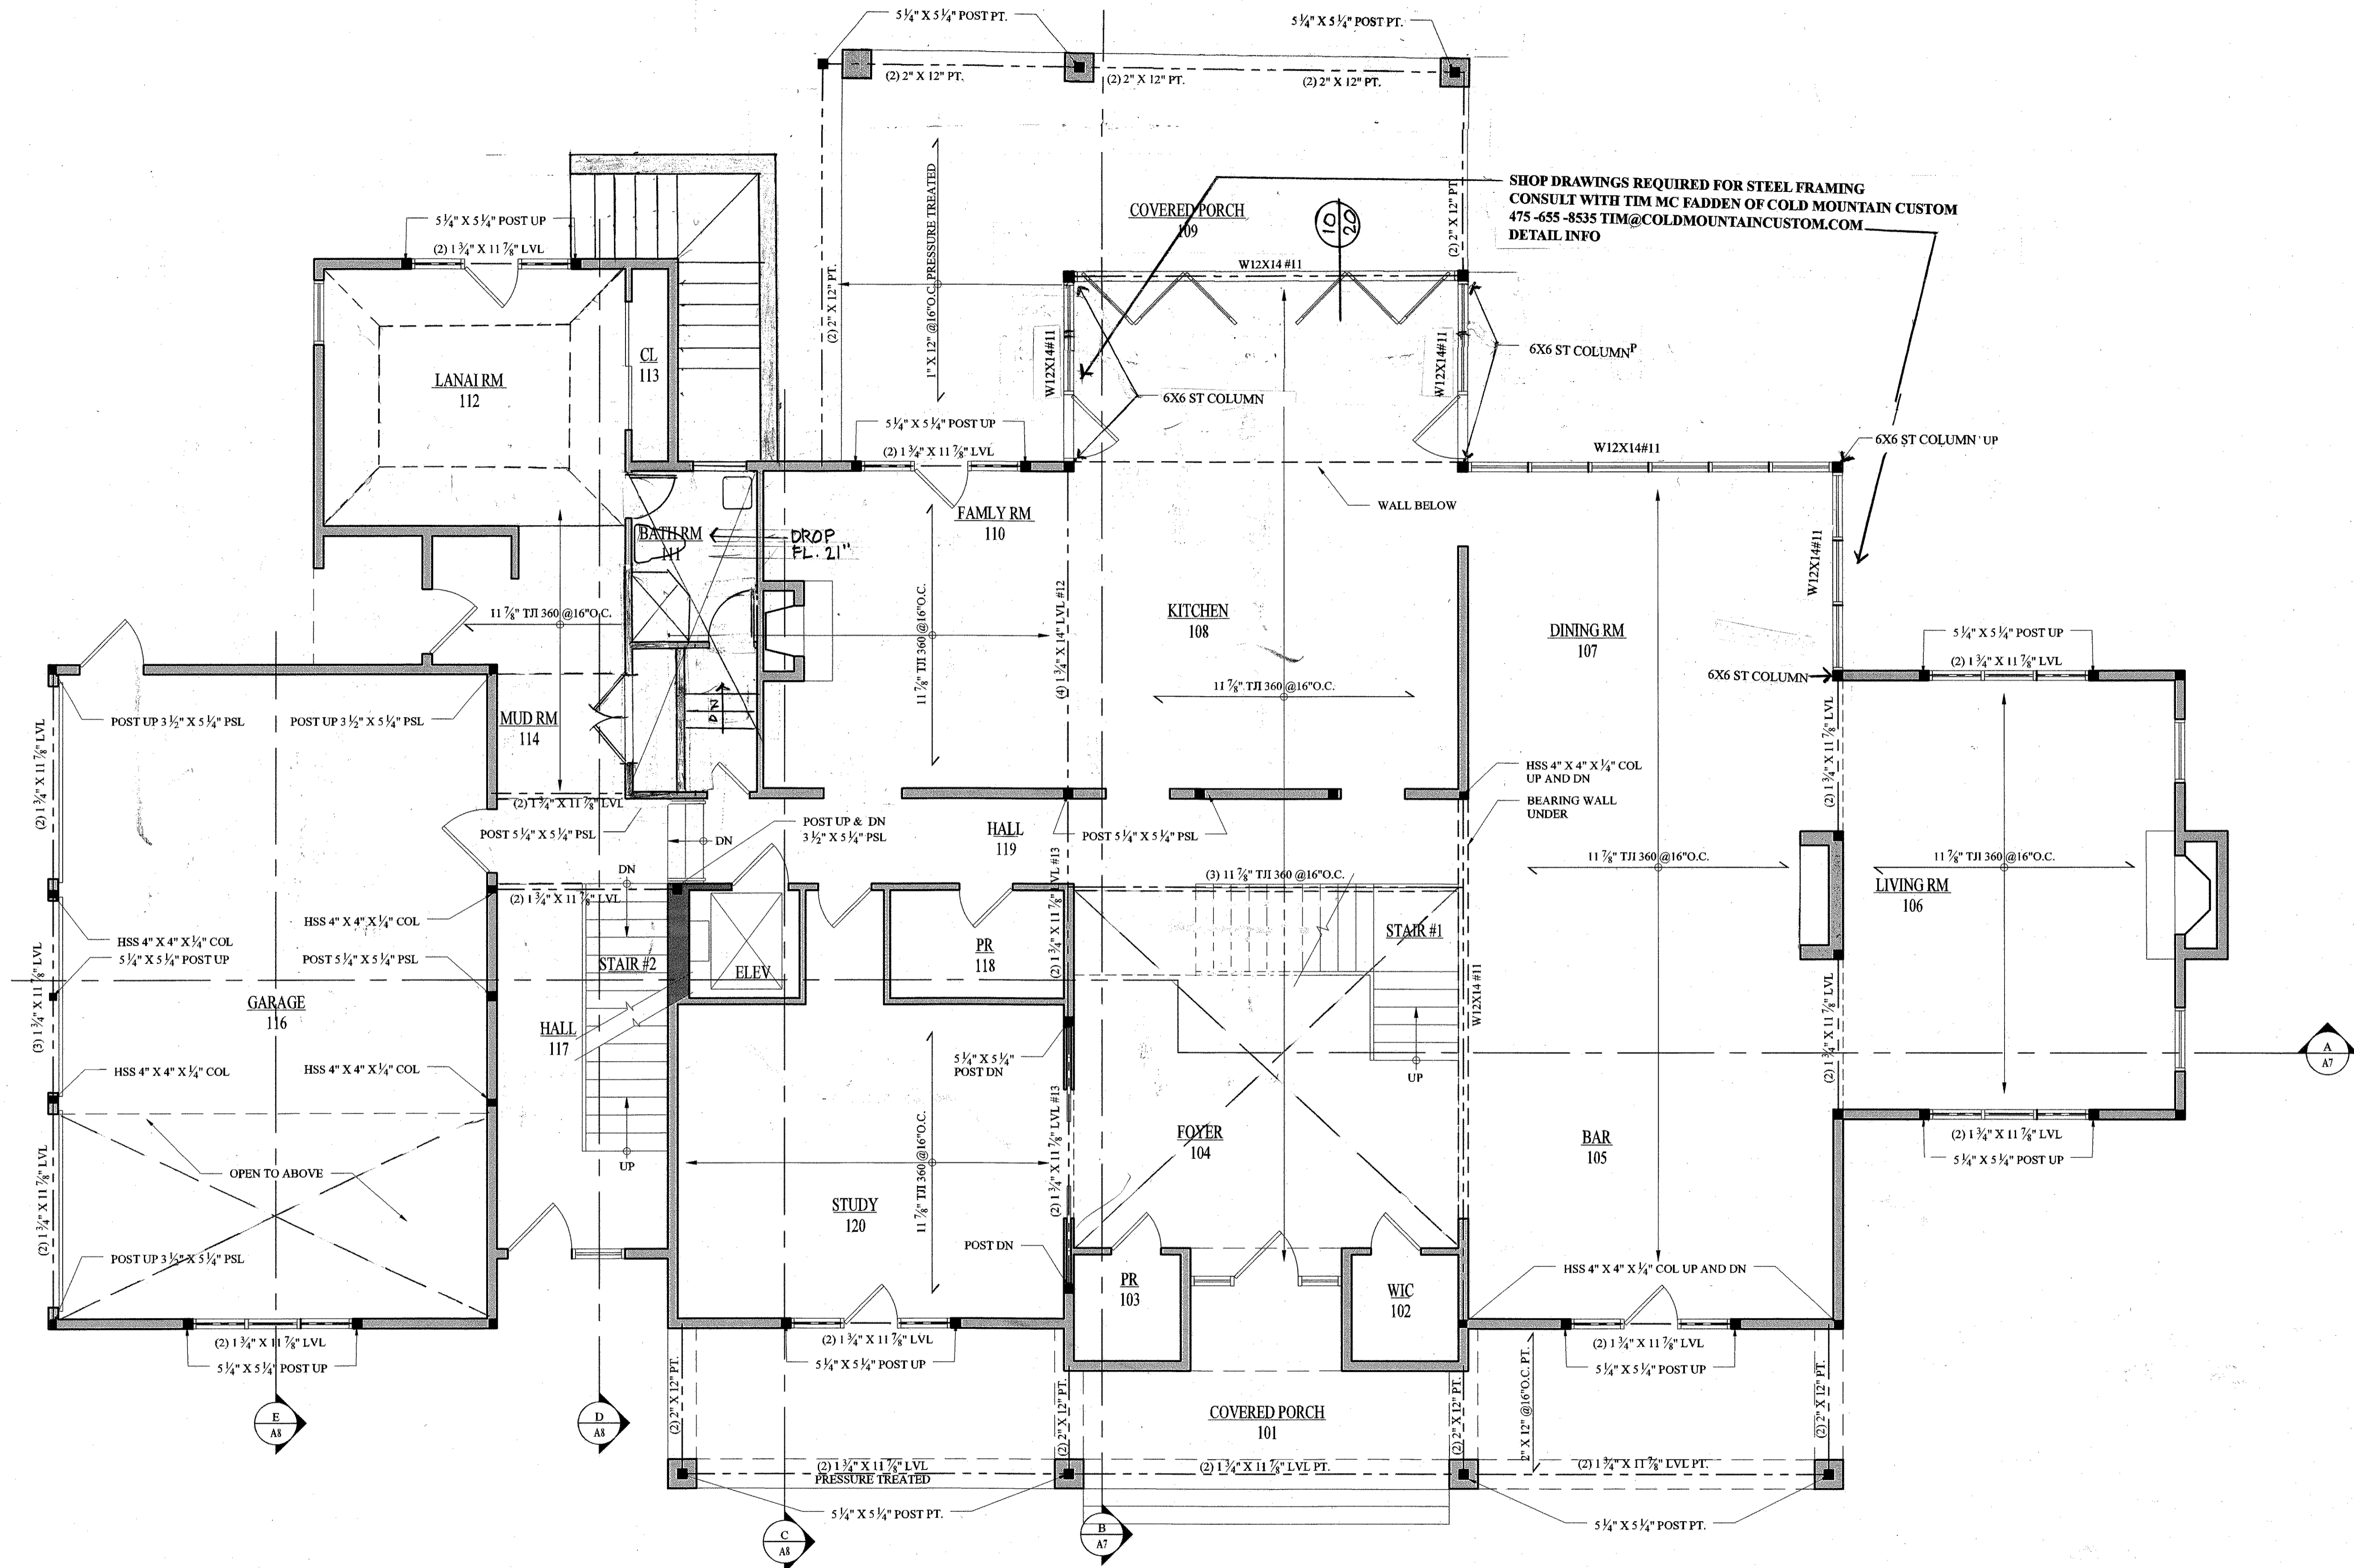 5 1/4" X 5 1/4" POST PT.
5 1/4" X 5 1/4" POST PT.
(2) 2" X 12" PT.
(2) 2" X 12" PT.
(2) 2" X 12" PT.
SHOP DRAWINGS REQUIRED FOR STEEL FRAMING
CONSULT WITH TIM MC FADDEN OF COLD MOUNTAIN CUSTOM
475 -655 -8535 TIM@COLDMOUNTAINCUSTOM.COM
DETAIL INFO
1" X 12" @16"O.C. PRESSURE TREATED
(2) 2" X 12" PT.
(2) 2" X 12" PT.
COVERED PORCH
109
10
20
5 1/4" X 5 1/4" POST UP
(2) 1 3/4" X 11 7/8" LVL
W12X14 #11
W12X14#11
W12X14#11
6X6 ST COLUMN P
6X6 ST COLUMN
LANAI RM
112
CL
113
5 1/4" X 5 1/4" POST UP
(2) 1 3/4" X 11 7/8" LVL
W12X14#11
6X6 ST COLUMN UP
WALL BELOW
FAMLY RM
110
BATH RM
111
DROP
FL. 21"
W12X14#11
11 7/8" TJI 360 @16"O.C.
11 7/8" TJI 360 @16"O.C.
(4) 1 3/4" X 14" LVL #12
KITCHEN
108
11 7/8" TJI 360 @16"O.C.
DINING RM
107
5 1/4" X 5 1/4" POST UP
(2) 1 3/4" X 11 7/8" LVL
6X6 ST COLUMN
POST UP 3 1/2" X 5 1/4" PSL
POST UP 3 1/2" X 5 1/4" PSL
MUD RM
114
DN
(2) 1 3/4" X 11 7/8" LVL
(2) 1 3/4" X 11 7/8" LVL
HSS 4" X 4" X 1/4" COL
UP AND DN
BEARING WALL
UNDER
(2) 1 3/4" X 11 7/8" LVL
POST 5 1/4" X 5 1/4" PSL
POST UP & DN
3 1/2" X 5 1/4" PSL
DN
HALL
119
POST 5 1/4" X 5 1/4" PSL
11 7/8" TJI 360 @16"O.C.
11 7/8" TJI 360 @16"O.C.
LIVING RM
106
DN
(2) 1 3/4" X 11 7/8" LVL
(3) 11 7/8" TJI 360 @16"O.C.
(2) 1 3/4" X 11 7/8" LVL #13
HSS 4" X 4" X 1/4" COL
HSS 4" X 4" X 1/4" COL
5 1/4" X 5 1/4" POST UP
POST 5 1/4" X 5 1/4" PSL
(3) 1 3/4" X 11 7/8" LVL
GARAGE
116
STAIR #2
ELEV
PR
118
STAIR #1
W12X14 #11
(2) 1 3/4" X 11 7/8" LVL
HALL
117
5 1/4" X 5 1/4"
POST DN
HSS 4" X 4" X 1/4" COL
HSS 4" X 4" X 1/4" COL
UP
A
A7
(2) 1 3/4" X 11 7/8" LVL #13
FOYER
104
BAR
105
(2) 1 3/4" X 11 7/8" LVL
5 1/4" X 5 1/4" POST UP
OPEN TO ABOVE
UP
11 7/8" TJI 360 @16"O.C.
STUDY
120
(2) 1 3/4" X 11 7/8" LVL
POST UP 3 1/2" X 5 1/4" PSL
POST DN
PR
103
WIC
102
HSS 4" X 4" X 1/4" COL UP AND DN
(2) 1 3/4" X 11 7/8" LVL
5 1/4" X 5 1/4" POST UP
(2) 1 3/4" X 11 7/8" LVL
5 1/4" X 5 1/4" POST UP
(2) 1 3/4" X 11 7/8" LVL
5 1/4" X 5 1/4" POST UP
E
A8
D
A8
(2) 2" X 12" PT.
(2) 2" X 12" PT.
COVERED PORCH
101
(2) 2" X 12" PT.
2" X 12" @16"O.C. PT.
(2) 2" X 12" PT.
(2) 1 3/4" X 11 7/8" LVL
PRESSURE TREATED
(2) 1 3/4" X 11 7/8" LVL PT.
(2) 1 3/4" X 11 7/8" LVL PT.
5 1/4" X 5 1/4" POST PT.
5 1/4" X 5 1/4" POST PT.
C
A8
B
A7